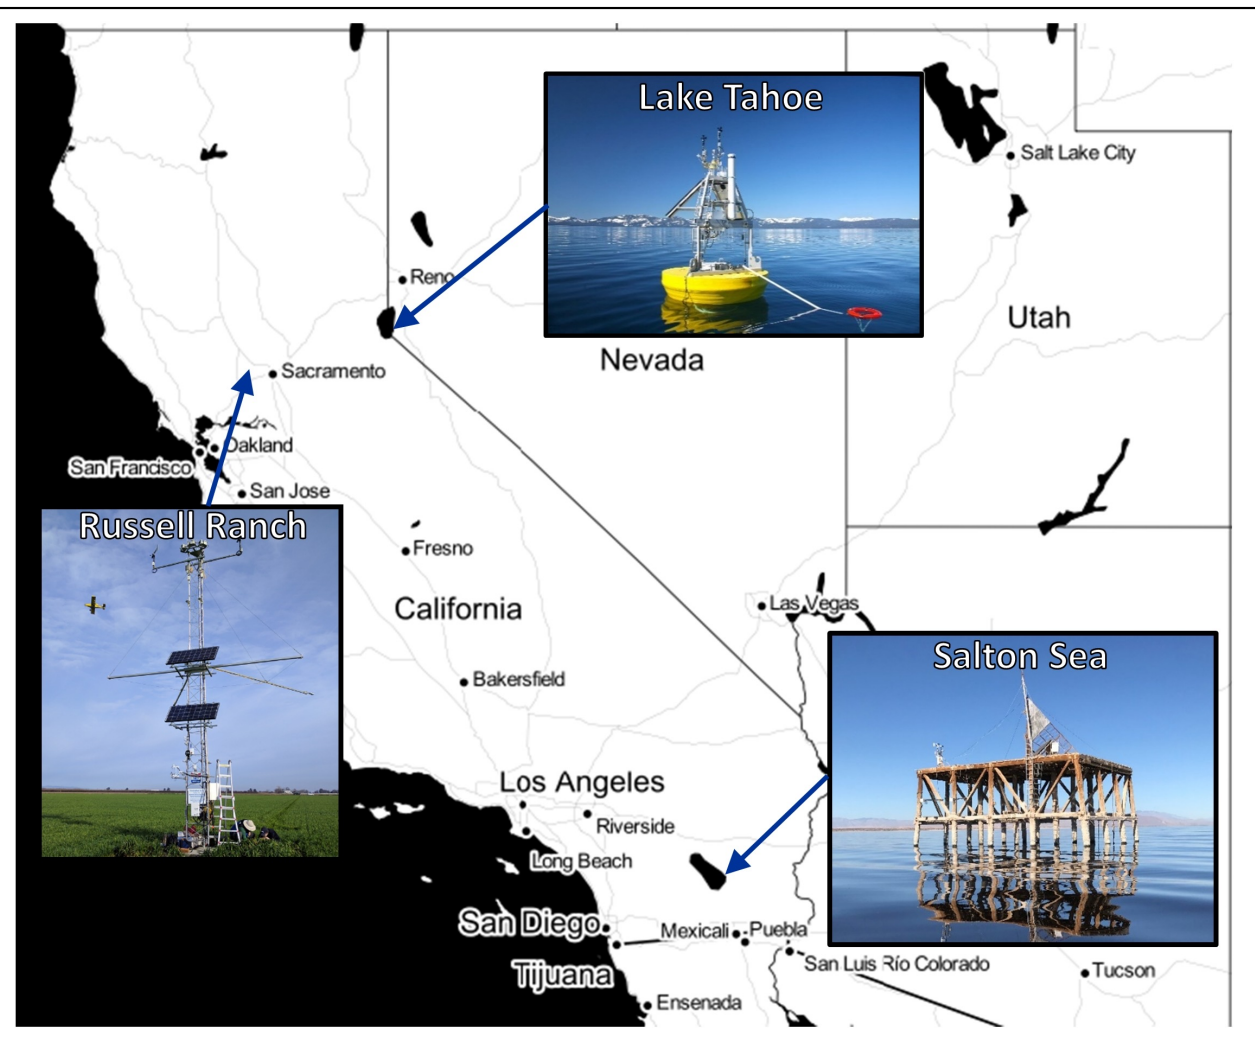 Lake Tahoe
Salt Lake City
Reno
Utah
Nevada
Sacramento
Oakland
San Francisco
San Jose
Russell Ranch
Fresno
California
Las Vegas
Salton Sea
Bakersfield
Los Angeles
Riverside
Long Beach
San Diego
Mexicali
Puebla
Tijuana
San Luis Río Colorado
Tucson
Ensenada